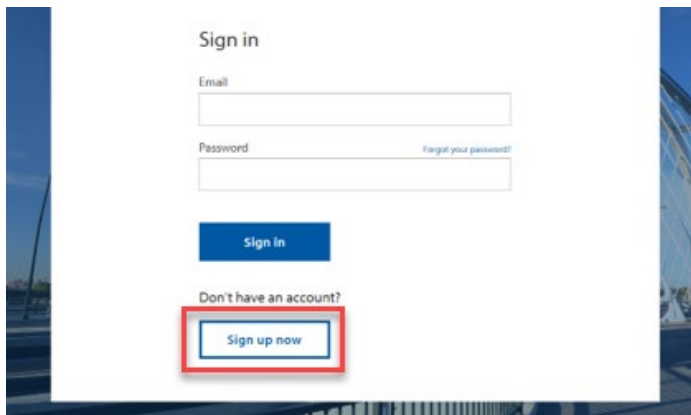 Sign in
Email
Password Forgot your password?
Sign in
Don't have an account?
Sign up now